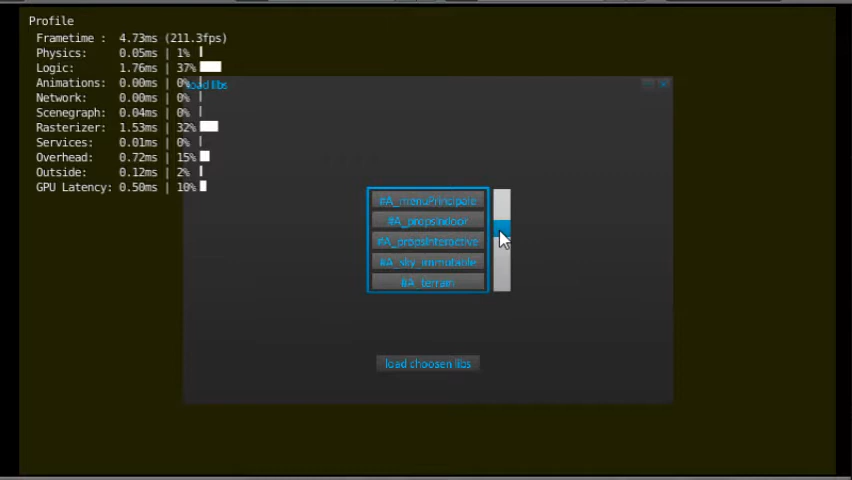 Profile
Frametime : 4.73ms (211.3fps)
Physics: 0.05ms | 1%
Logic: 1.76ms | 37%
Animations: 0.00ms | 0%
load libs
Network: 0.00ms | 0%
Scenegraph: 0.04ms | 0%
Rasterizer: 1.53ms | 32%
Services: 0.01ms | 0%
Overhead: 0.72ms | 15%
Outside: 0.12ms | 2%
GPU Latency: 0.50ms | 10%
#A_menuPrincipale
#A_propsIndoor
#A_propsInteractive
#A_sky_immutable
#A_terrain
load choosen libs